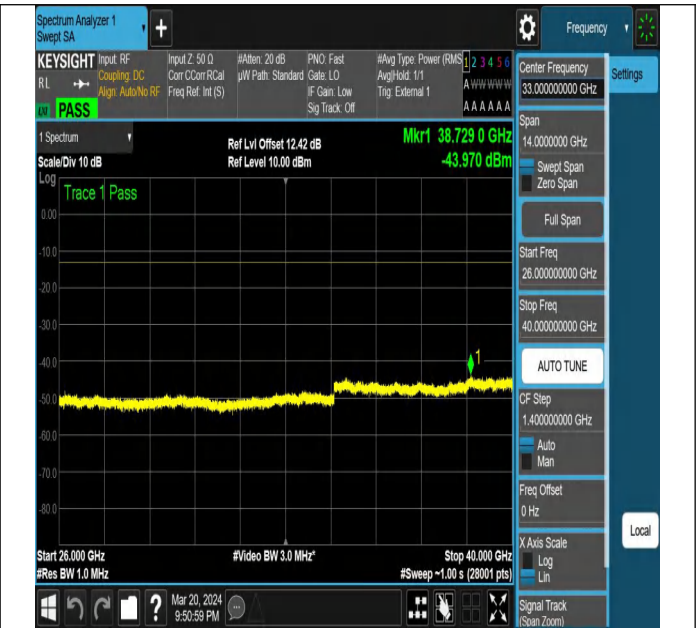 Spectrum Analyzer 1
Swept SA
+
Frequency
KEYSIGHT
RL
PASS
Input: RF
Coupling: DC
Align: Auto/No RF
Input Z: 50 Ω
Corr CCorr RCal
Freq Ref: Int (S)
#Atten: 20 dB
µW Path: Standard
PNO: Fast
Gate: LO
IF Gain: Low
Sig Track: Off
#Avg Type: Power (RMS
Avg|Hold: 1/1
Trig: External 1
1 2 3 4 5 6
A W W W W W
A A A A A A
1 Spectrum
Scale/Div 10 dB
Ref Lvl Offset 12.42 dB
Ref Level 10.00 dBm
Mkr1 38.729 0 GHz
-43.970 dBm
Log
Trace 1 Pass
0.00
-10.0
-20.0
-30.0
-40.0
-50.0
-60.0
-70.0
-80.0
1
Start 26.000 GHz
#Res BW 1.0 MHz
#Video BW 3.0 MHz*
Stop 40.000 GHz
#Sweep ~1.00 s (28001 pts)
?
Mar 20, 2024
9:50:59 PM
Center Frequency
33.000000000 GHz
Settings
Span
14.0000000 GHz
Swept Span
Zero Span
Full Span
Start Freq
26.000000000 GHz
Stop Freq
40.000000000 GHz
AUTO TUNE
CF Step
1.400000000 GHz
Auto
Man
Freq Offset
0 Hz
X Axis Scale
Log
Lin
Local
Signal Track
(Span Zoom)